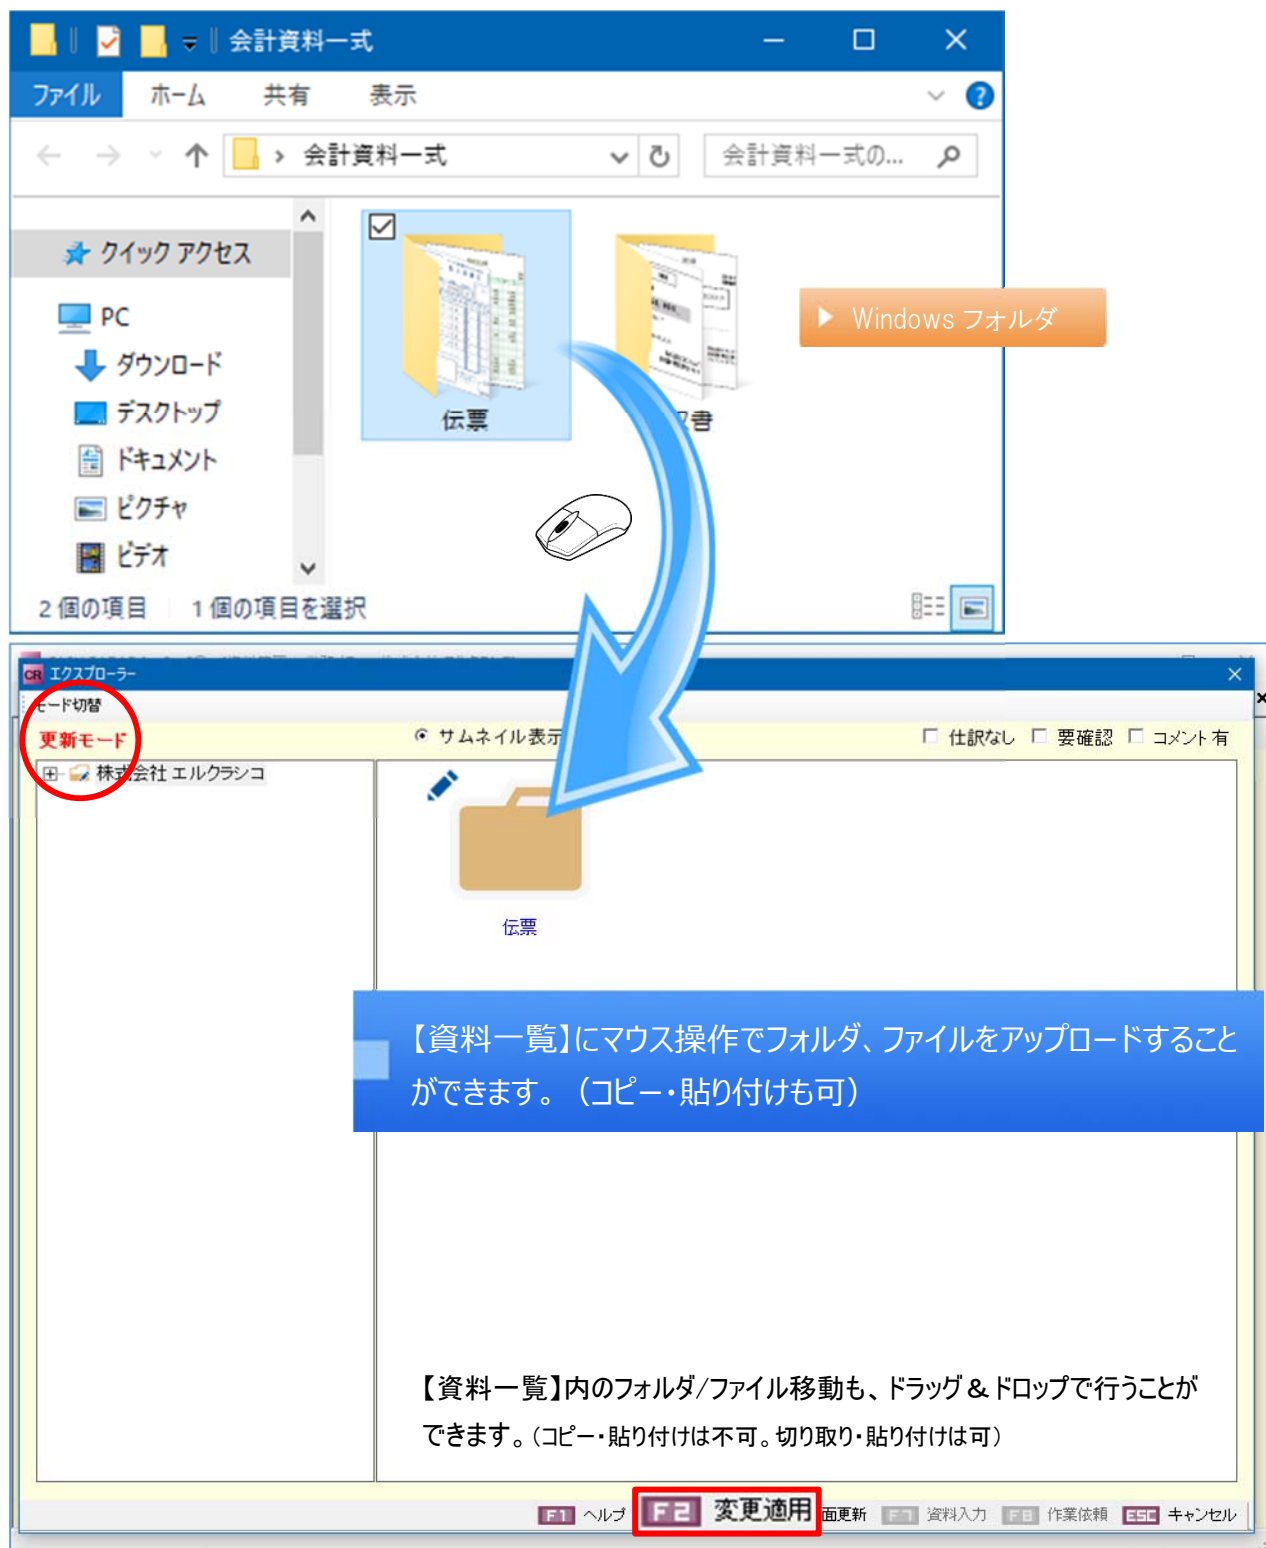 会計資料一式
ファイル ホーム 共有 表示
会計資料一式
会計資料一式の...
クイック アクセス
PC
ダウンロード
デスクトップ
ドキュメント
ピクチャ
ビデオ
伝票
書
Windows フォルダ
2 個の項目 1 個の項目を選択
CR エクスプローラー
モード切替
更新モード
サムネイル表示
仕訳なし 要確認 コメント有
株式会社 エルクラシコ
伝票
【資料一覧】にマウス操作でフォルダ、ファイルをアップロードすること
ができます。（コピー・貼り付けも可）
【資料一覧】内のフォルダ/ファイル移動も、ドラッグ＆ドロップで行うことが
できます。（コピー・貼り付けは不可。切り取り・貼り付けは可）
F1 ヘルプ F2 変更適用 面更新 F7 資料入力 F8 作業依頼 ESC キャンセル